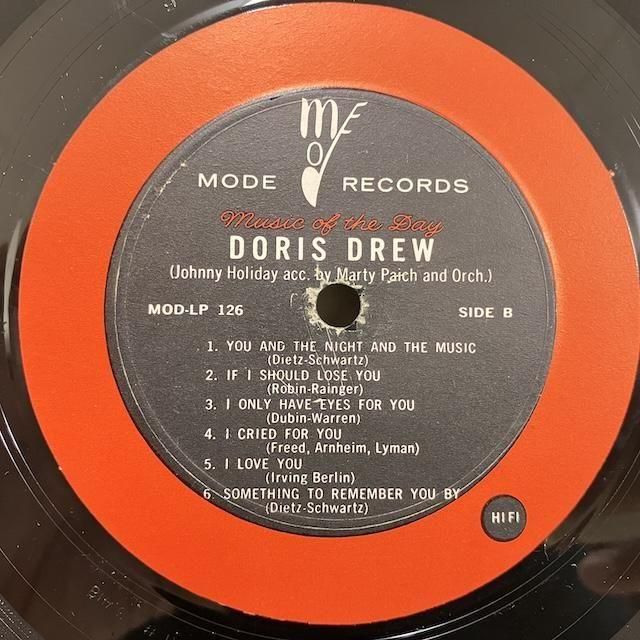 MODE
MODE RECORDS
Music of the Day
DORIS DREW
(Johnny Holiday acc. by Marty Paich and Orch.)
MOD-LP 126 SIDE B
1. YOU AND THE NIGHT AND THE MUSIC
(Dietz-Schwartz)
2. IF I SHOULD LOSE YOU
(Robin-Rainger)
3. I ONLY HAVE EYES FOR YOU
(Dubin-Warren)
4. I CRIED FOR YOU
(Freed, Arnheim, Lyman)
5. I LOVE YOU
(Irving Berlin)
6. SOMETHING TO REMEMBER YOU BY
(Dietz-Schwartz)
HI FI